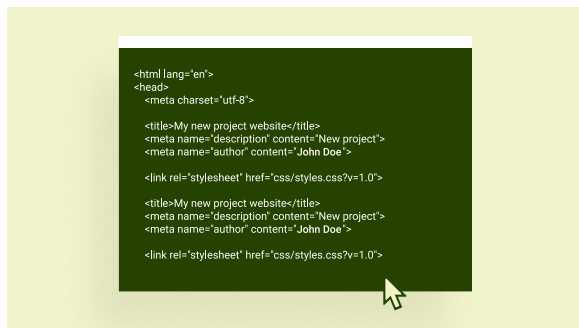 <html lang="en">
<head>
<meta charset="utf-8">
<title>My new project website</title>
<meta name="description" content="New project">
<meta name="author" content="John Doe">
<link rel="stylesheet" href="css/styles.css?v=1.0">
<title>My new project website</title>
<meta name="description" content="New project">
<meta name="author" content="John Doe">
<link rel="stylesheet" href="css/styles.css?v=1.0">